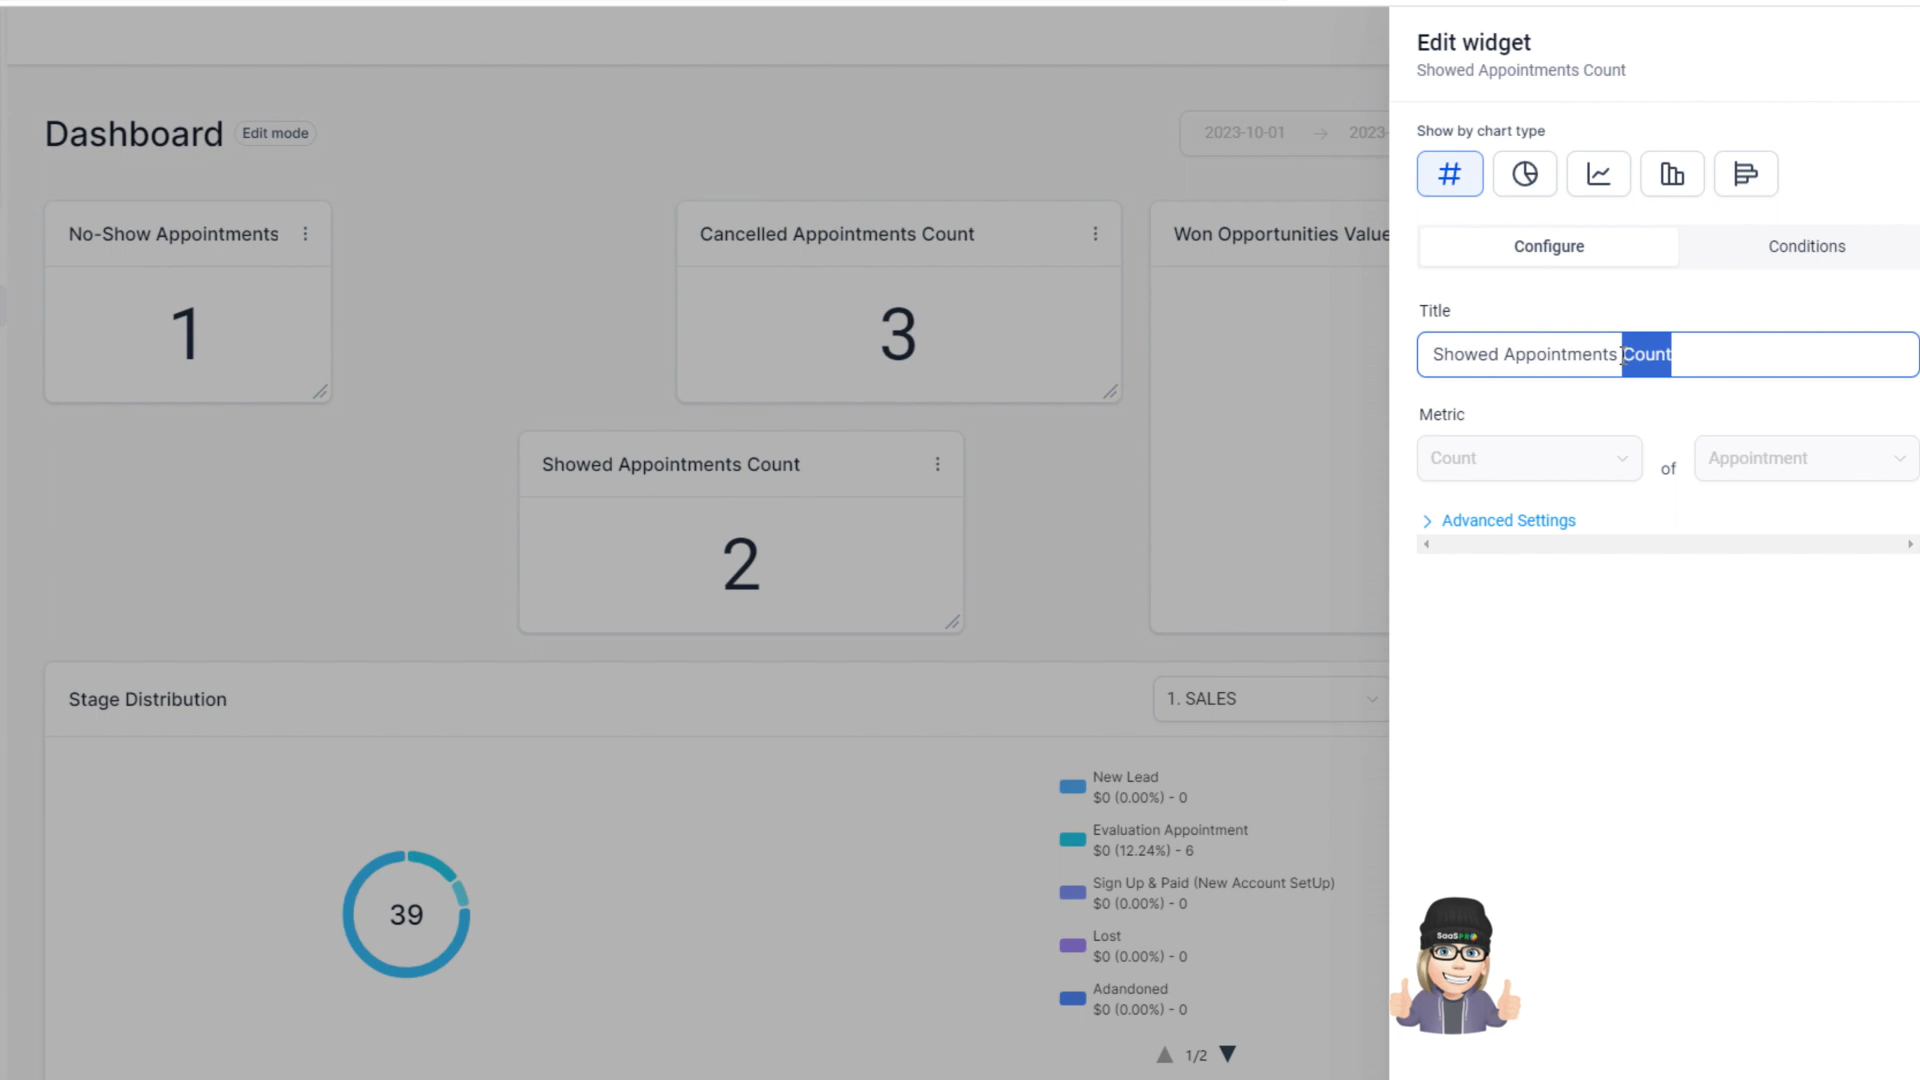 Edit widget
Showed Appointments Count
Dashboard
Edit mode
2023-10-01
2023-
Show by chart type
No-Show Appointments
Cancelled Appointments Count
Won Opportunities Value
Configure
Conditions
1
3
Title
Showed Appointments Count
Metric
Count
of
Appointment
Showed Appointments Count
2
Advanced Settings
Stage Distribution
1. SALES
New Lead
$0 (0.00%) - 0
Evaluation Appointment
$0 (12.24%) - 6
Sign Up & Paid (New Account SetUp)
$0 (0.00%) - 0
39
Lost
$0 (0.00%) - 0
Adandoned
$0 (0.00%) - 0
1/2
SaaSPRO